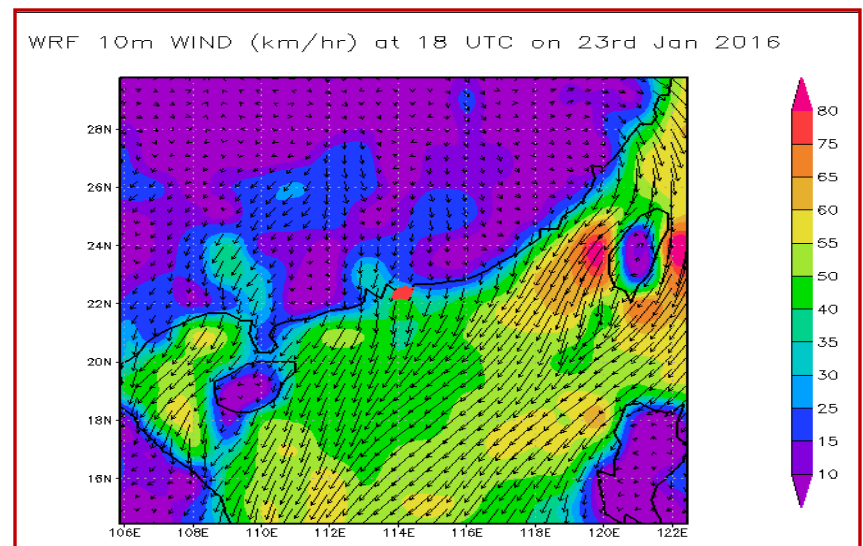 WRF 10m WIND (km/hr) at 18 UTC on 23rd Jan 2016
28N
26N
24N
22N
20N
18N
16N
106E 108E 110E 112E 114E 116E 118E 120E 122E
80
75
65
60
55
50
40
35
30
25
15
10